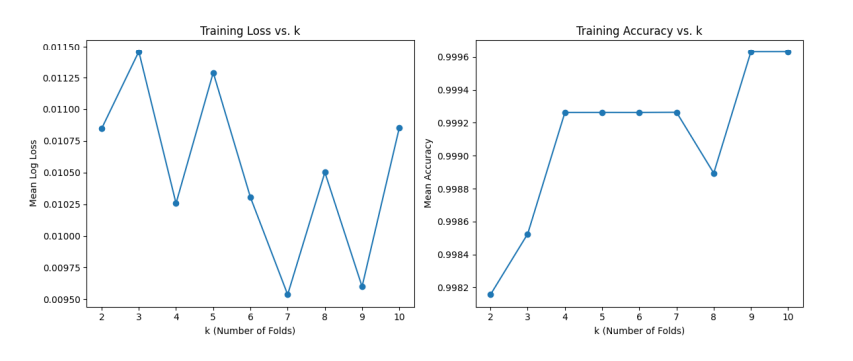 Training Loss vs. k
0.01150
0.01125
0.01100
0.01075
0.01050
0.01025
0.01000
0.00975
0.00950
Mean Log Loss
2 3 4 5 6 7 8 9 10
k (Number of Folds)
Training Accuracy vs. k
0.9996
0.9994
0.9992
0.9990
0.9988
0.9986
0.9984
0.9982
Mean Accuracy
2 3 4 5 6 7 8 9 10
k (Number of Folds)